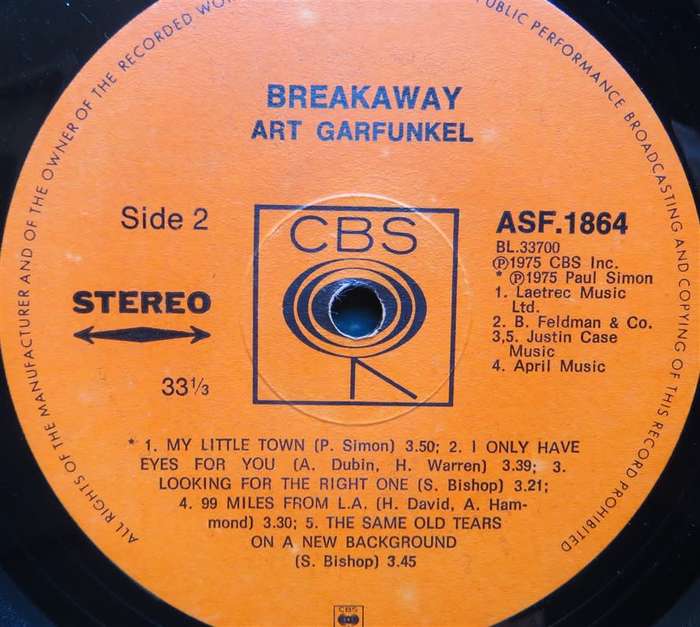 ALL RIGHTS OF THE MANUFACTURER AND OF THE OWNER OF THE RECORDED
PUBLIC PERFORMANCE BROADCASTING AND COPYING OF THIS RECORD PROHIBITED
BREAKAWAY
ART GARFUNKEL
Side 2
CBS
ASF.1864
BL.33700
Ⓟ1975 CBS Inc.
* Ⓟ1975 Paul Simon
1. Laetrec Music
Ltd.
2. B. Feldman & Co.
3,5. Justin Case
Music
4. April Music
STEREO
33⅓
* 1. MY LITTLE TOWN (P. Simon) 3.50; 2. I ONLY HAVE
EYES FOR YOU (A. Dubin, H. Warren) 3.39; 3.
LOOKING FOR THE RIGHT ONE (S. Bishop) 3.21;
4. 99 MILES FROM L.A. (H. David, A. Ham-
mond) 3.30; 5. THE SAME OLD TEARS
ON A NEW BACKGROUND
(S. Bishop) 3.45
CBS